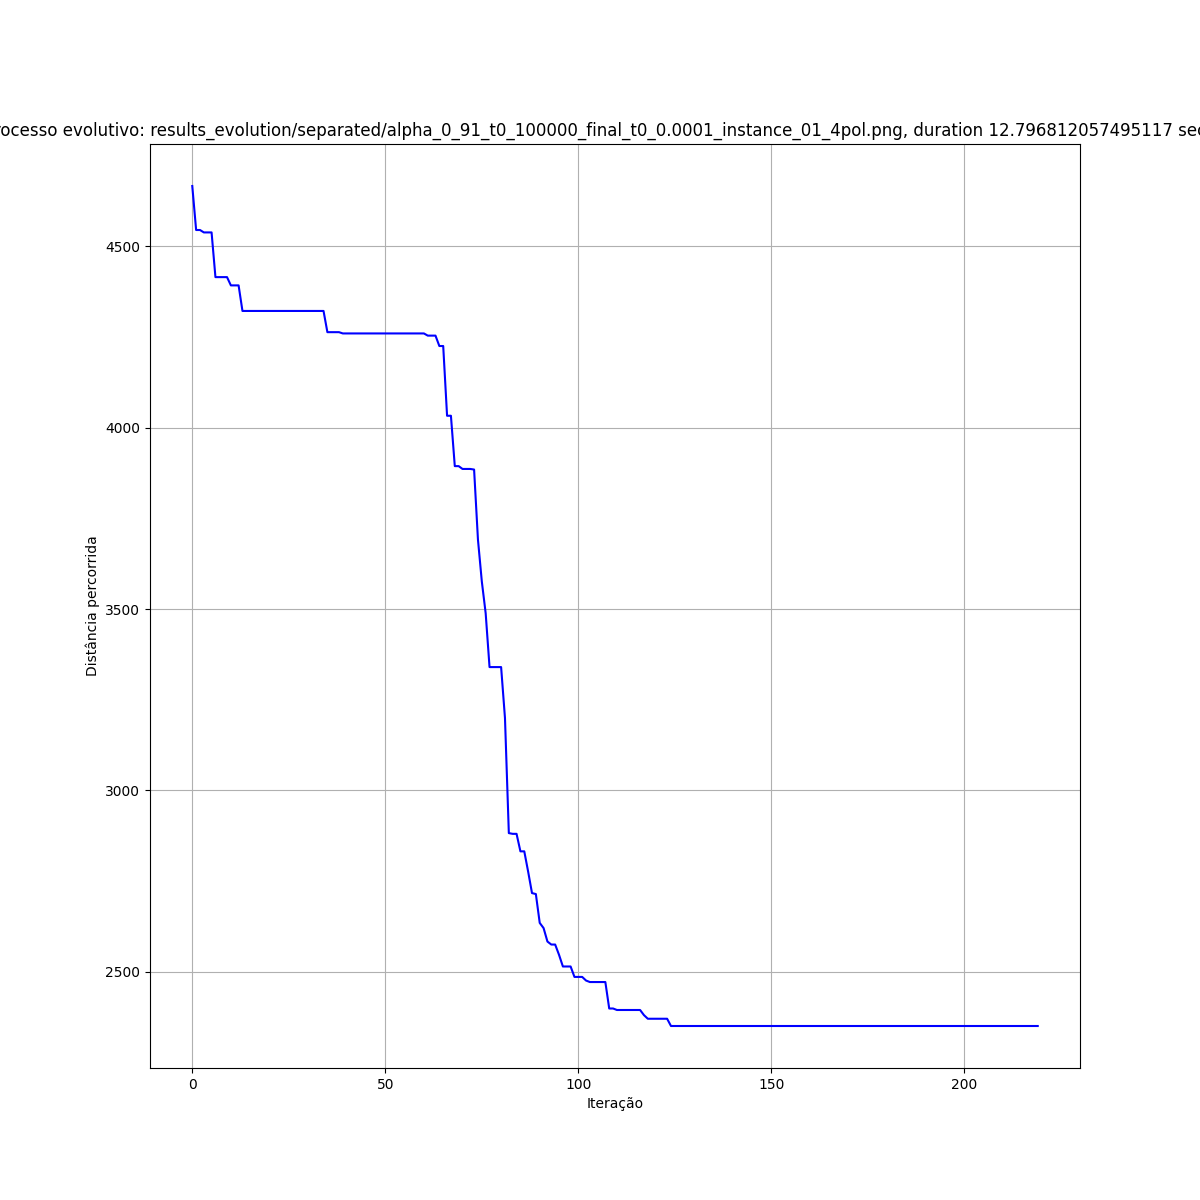 ocesso evolutivo: results_evolution/separated/alpha_0_91_t0_100000_final_t0_0.0001_instance_01_4pol.png, duration 12.796812057495117 sec
4500
4000
3500
3000
2500
Distância percorrida
0 50 100 150 200
Iteração